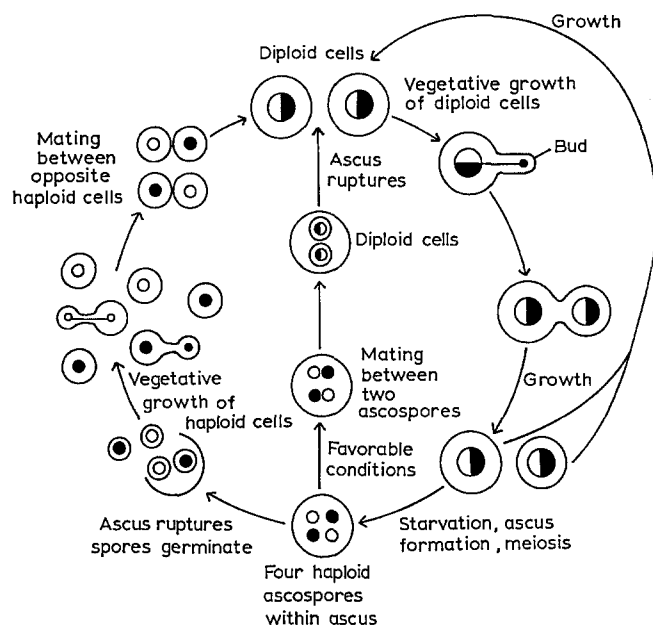 Growth
Diploid cells
Vegetative growth
of diploid cells
Bud
Mating
between
opposite
haploid cells
Ascus
ruptures
Diploid cells
Mating
between
two
ascospores
Growth
Vegetative
growth of
haploid cells
Favorable
conditions
Ascus ruptures
spores germinate
Starvation, ascus
formation, meiosis
Four haploid
ascospores
within ascus